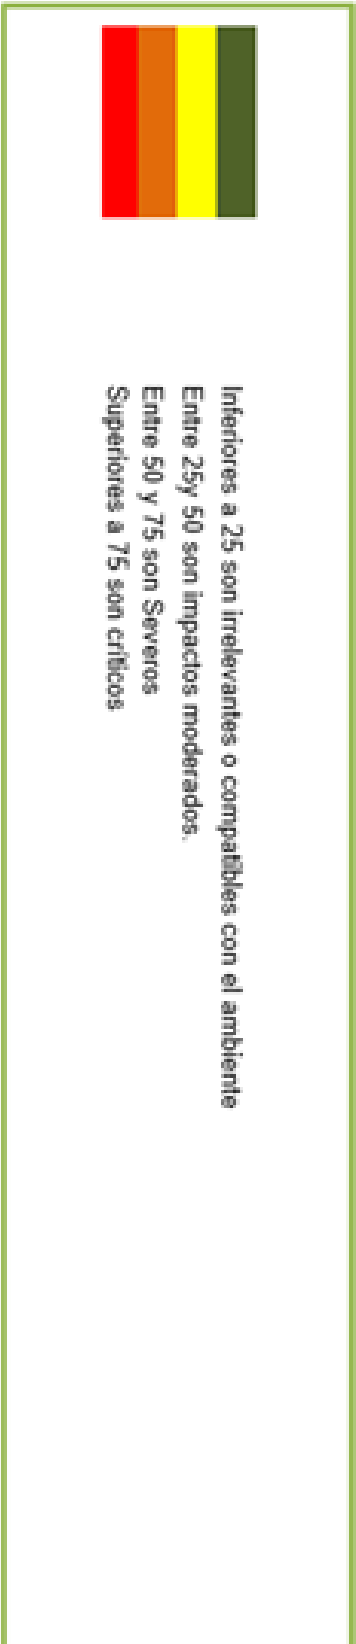 Inferiores a 25 son irrelevantes o compatibles con el ambiente
Entre 25y 50 son impactos moderados.
Entre 50 y 75 son Severos
Superiores a 75 son críticos